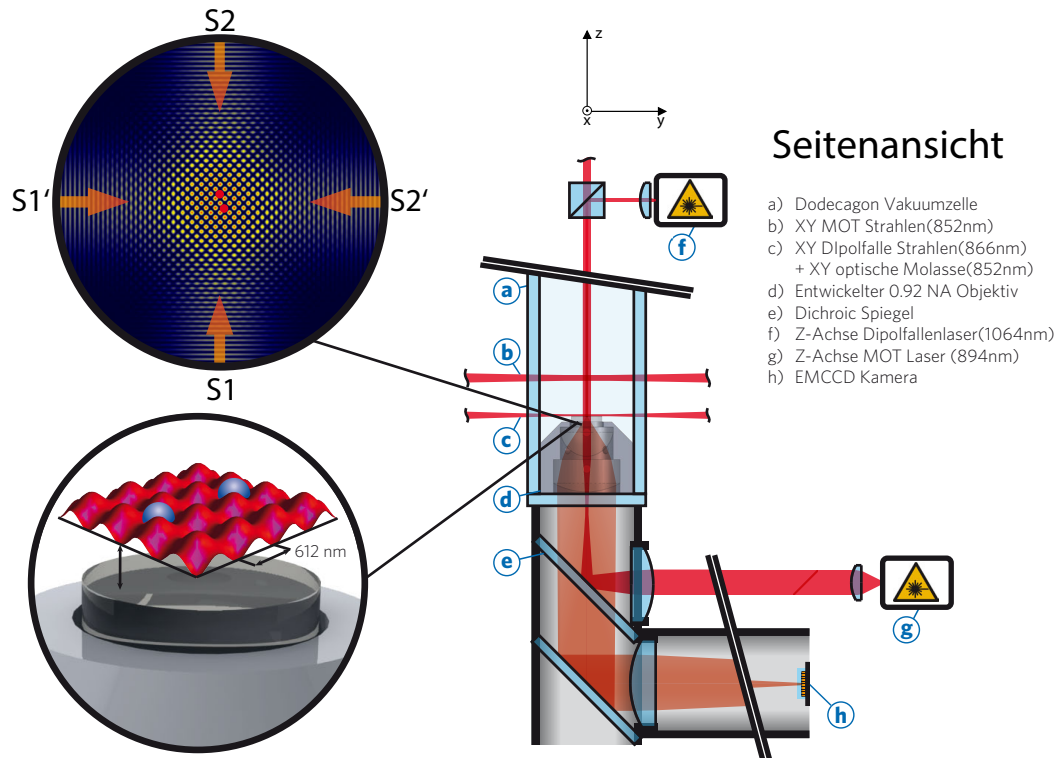 S2
S1'
S2'
S1
612 nm
z
x
y
f
a
b
c
d
e
g
h
Seitenansicht
a) Dodecagon Vakuumzelle
b) XY MOT Strahlen(852nm)
c) XY DIpolfalle Strahlen(866nm)
+ XY optische Molasse(852nm)
d) Entwickelter 0.92 NA Objektiv
e) Dichroic Spiegel
f) Z-Achse Dipolfallenlaser(1064nm)
g) Z-Achse MOT Laser (894nm)
h) EMCCD Kamera